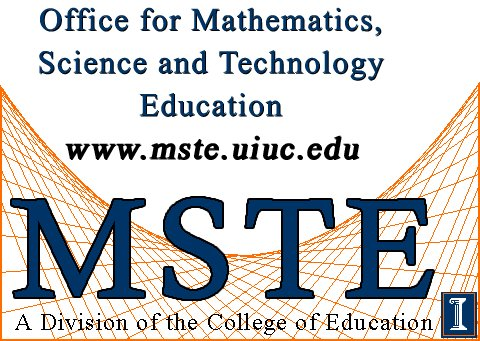 Office for Mathematics,
Science and Technology
Education
www.mste.uiuc.edu
MSTE
A Division of the College of Education
I